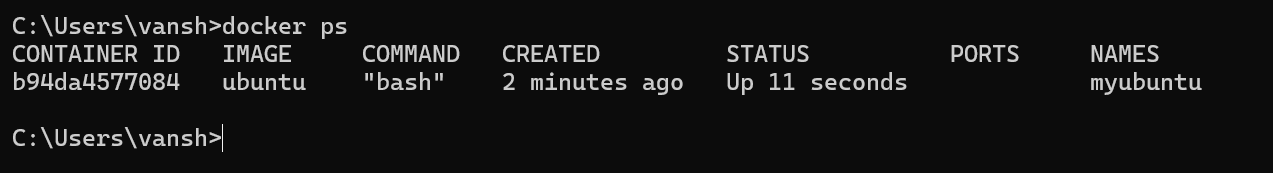 C:\Users\vansh>docker ps
CONTAINER ID   IMAGE    COMMAND   CREATED         STATUS          PORTS     NAMES
b94da4577084   ubuntu    "bash"    2 minutes ago   Up 11 seconds             myubuntu
C:\Users\vansh>